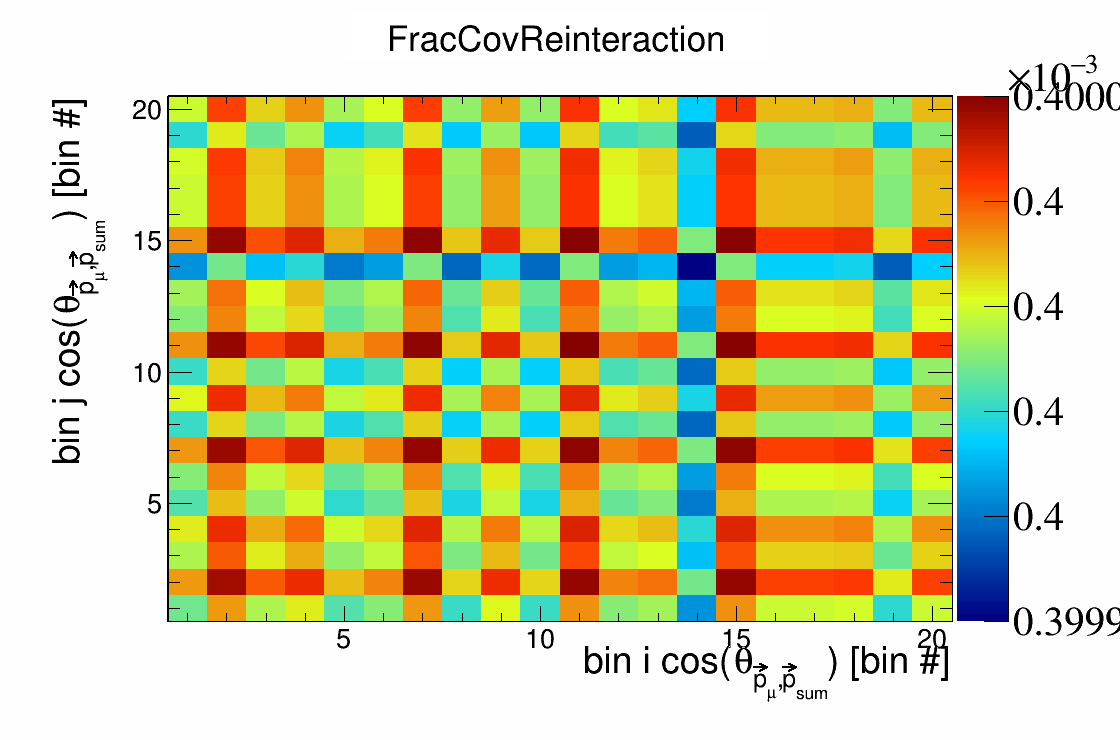 FracCovReinteraction
×10⁻³
0.4000
0.4
0.4
0.4
0.4
0.3999
bin j cos(θ p⃗μ,p⃗sum) [bin #]
20
15
10
5
5 10 15 20
bin i cos(θ p⃗μ,p⃗sum) [bin #]